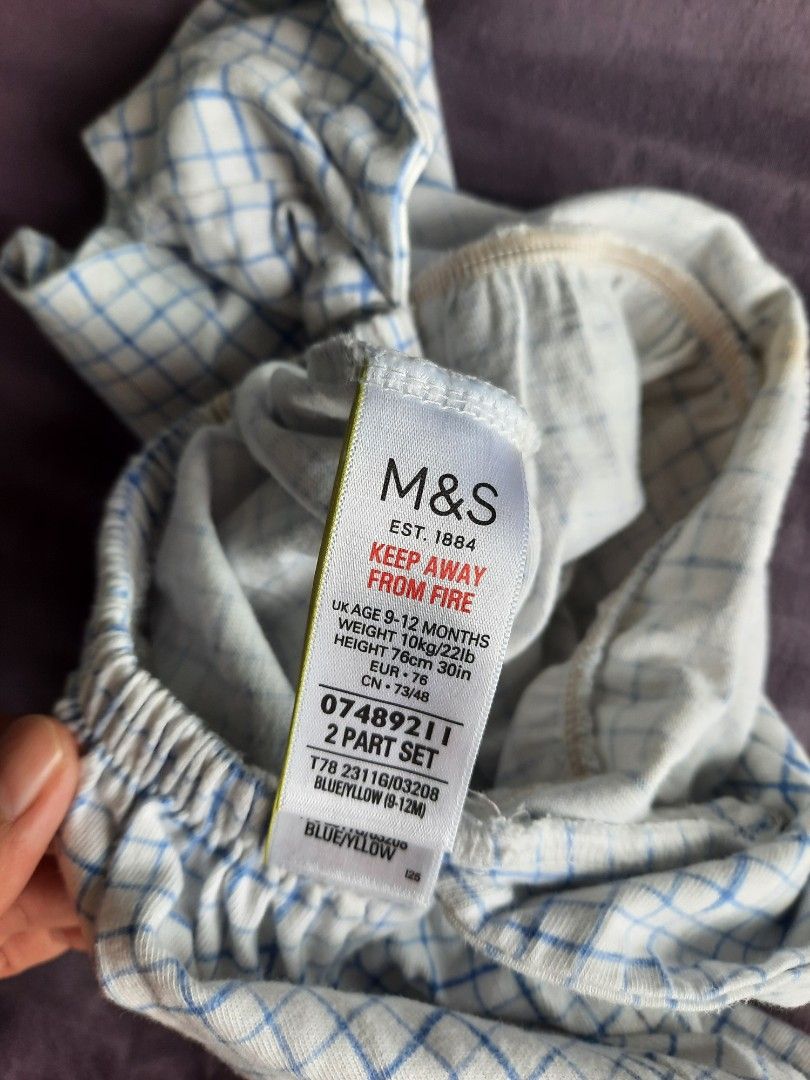 M&S
EST. 1884
KEEP AWAY
FROM FIRE
UK AGE 9-12 MONTHS
WEIGHT 10kg/22lb
HEIGHT 76cm 30in
EUR • 76
CN • 73/48
07489211
2 PART SET
T78 2311G/03208
BLUE/YLLOW (9-12M)
BLUE/YLLOW
I25